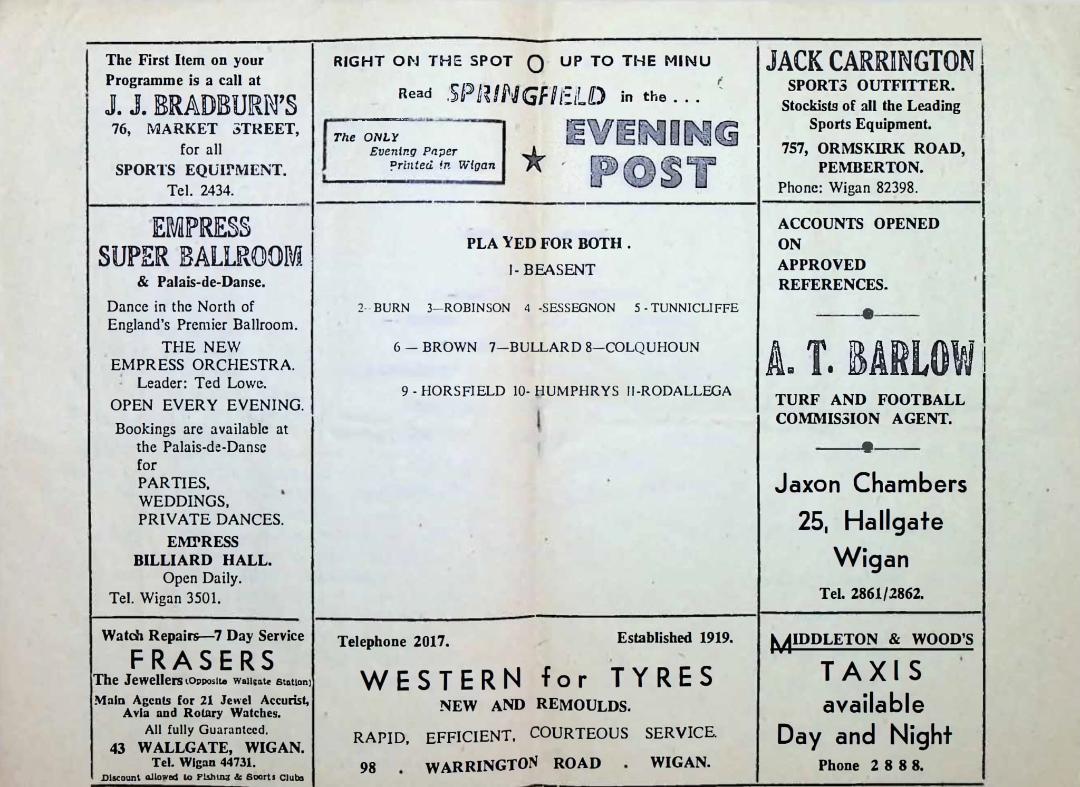 The First Item on your
Programme is a call at
J. J. BRADBURN'S
76, MARKET STREET,
for all
SPORTS EQUIPMENT.
Tel. 2434.
EMPRESS
SUPER BALLROOM
& Palais-de-Danse.
Dance in the North of
England's Premier Ballroom.
THE NEW
EMPRESS ORCHESTRA.
Leader: Ted Lowe.
OPEN EVERY EVENING.
Bookings are available at
the Palais-de-Danse
for
PARTIES,
WEDDINGS,
PRIVATE DANCES.
EMPRESS
BILLIARD HALL.
Open Daily.
Tel. Wigan 3501.
Watch Repairs—7 Day Service
FRASERS
The Jewellers (Opposite Wallgate Station)
Main Agents for 21 Jewel Accurist,
Avia and Rotary Watches.
All fully Guaranteed.
43 WALLGATE, WIGAN.
Tel. Wigan 44731.
Discount allowed to Fishing & Sports Clubs
RIGHT ON THE SPOT O UP TO THE MINU
Read SPRINGFIELD in the ...
The ONLY
Evening Paper
Printed in Wigan
EVENING
POST
PLAYED FOR BOTH .
1- BEASENT
2- BURN 3—ROBINSON 4 -SESSEGNON 5 - TUNNICLIFFE
6 — BROWN 7—BULLARD 8—COLQUHOUN
9 - HORSFIELD 10- HUMPHRYS 11-RODALLEGA
Telephone 2017. Established 1919.
WESTERN for TYRES
NEW AND REMOULDS.
RAPID, EFFICIENT, COURTEOUS SERVICE.
98 . WARRINGTON ROAD . WIGAN.
JACK CARRINGTON
SPORTS OUTFITTER.
Stockists of all the Leading
Sports Equipment.
757, ORMSKIRK ROAD,
PEMBERTON.
Phone: Wigan 82398.
ACCOUNTS OPENED
ON
APPROVED
REFERENCES.
A. T. BARLOW
TURF AND FOOTBALL
COMMISSION AGENT.
Jaxon Chambers
25, Hallgate
Wigan
Tel. 2861/2862.
MIDDLETON & WOOD'S
TAXIS
available
Day and Night
Phone 2 8 8 8.